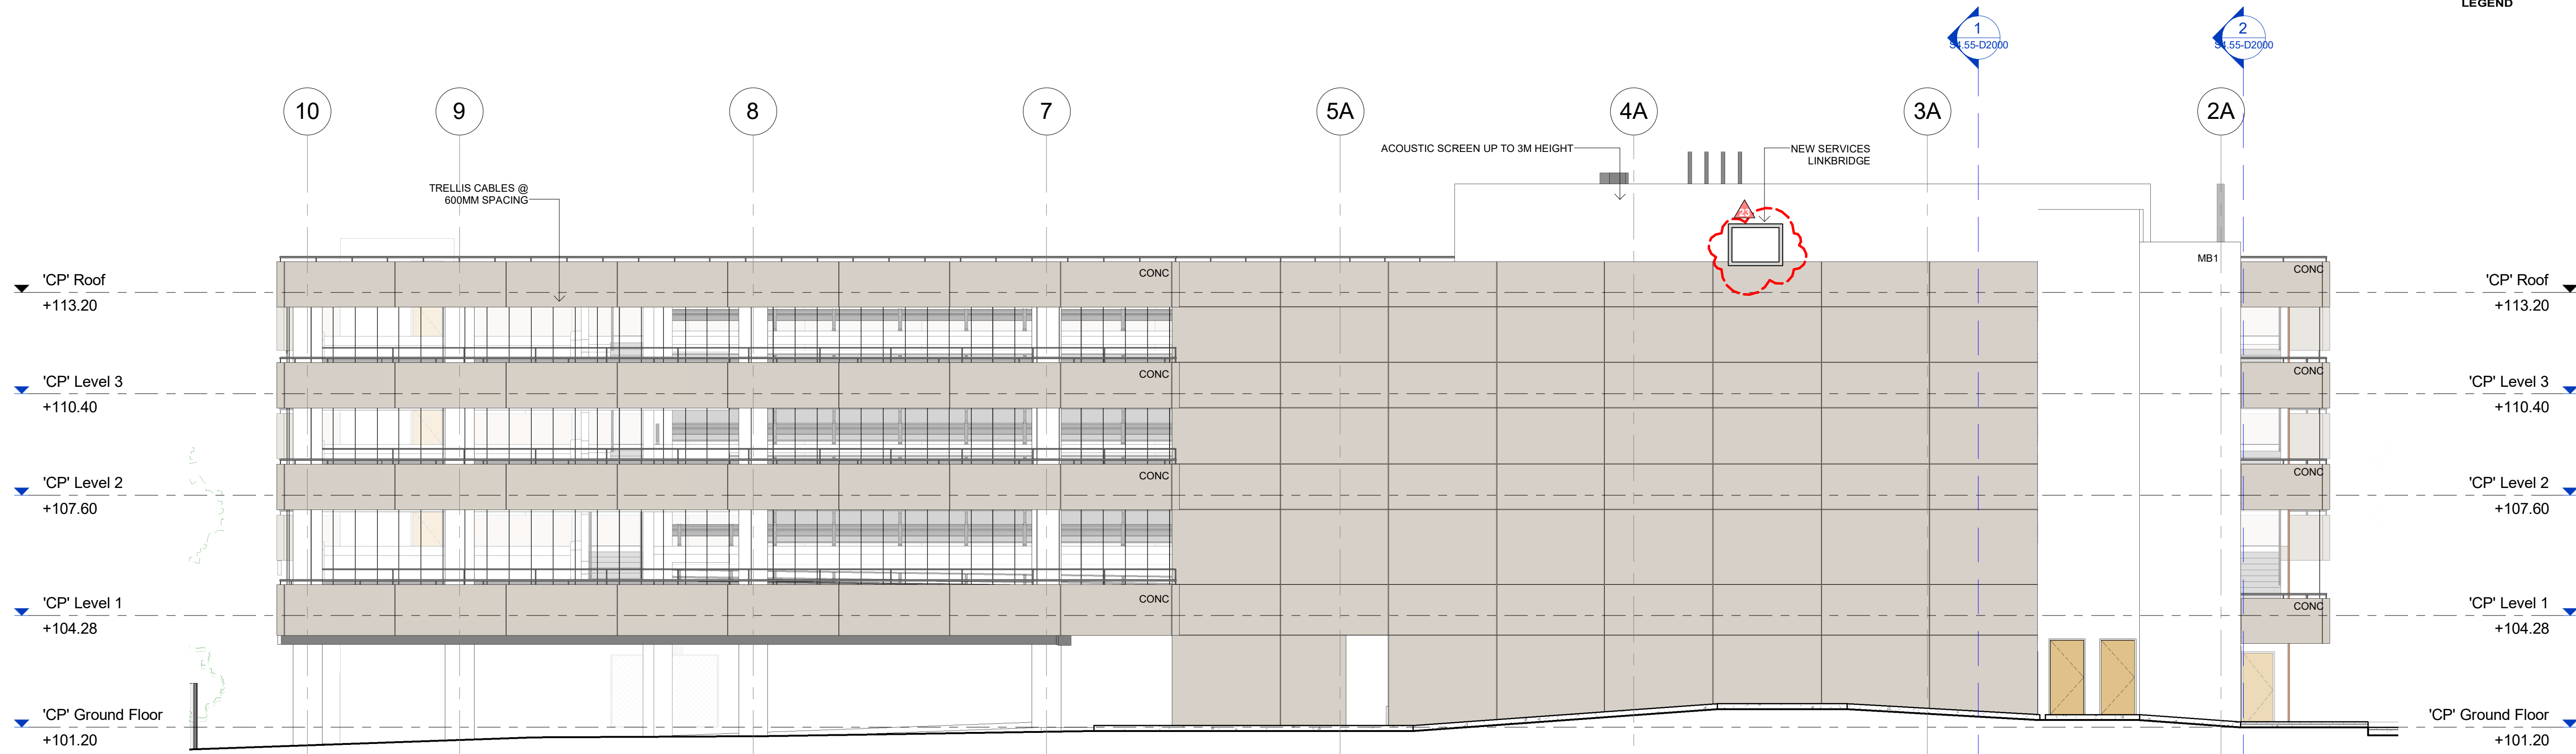 LEGEND
1
S4.55-D2000
2
S4.55-D2000
10
9
8
7
5A
4A
3A
2A
ACOUSTIC SCREEN UP TO 3M HEIGHT
NEW SERVICES
LINKBRIDGE
TRELLIS CABLES @
600MM SPACING
23
MB1
'CP' Roof
+113.20
CONC
CONC
'CP' Roof
+113.20
'CP' Level 3
+110.40
CONC
CONC
'CP' Level 3
+110.40
'CP' Level 2
+107.60
CONC
CONC
'CP' Level 2
+107.60
'CP' Level 1
+104.28
CONC
CONC
'CP' Level 1
+104.28
'CP' Ground Floor
+101.20
'CP' Ground Floor
+101.20